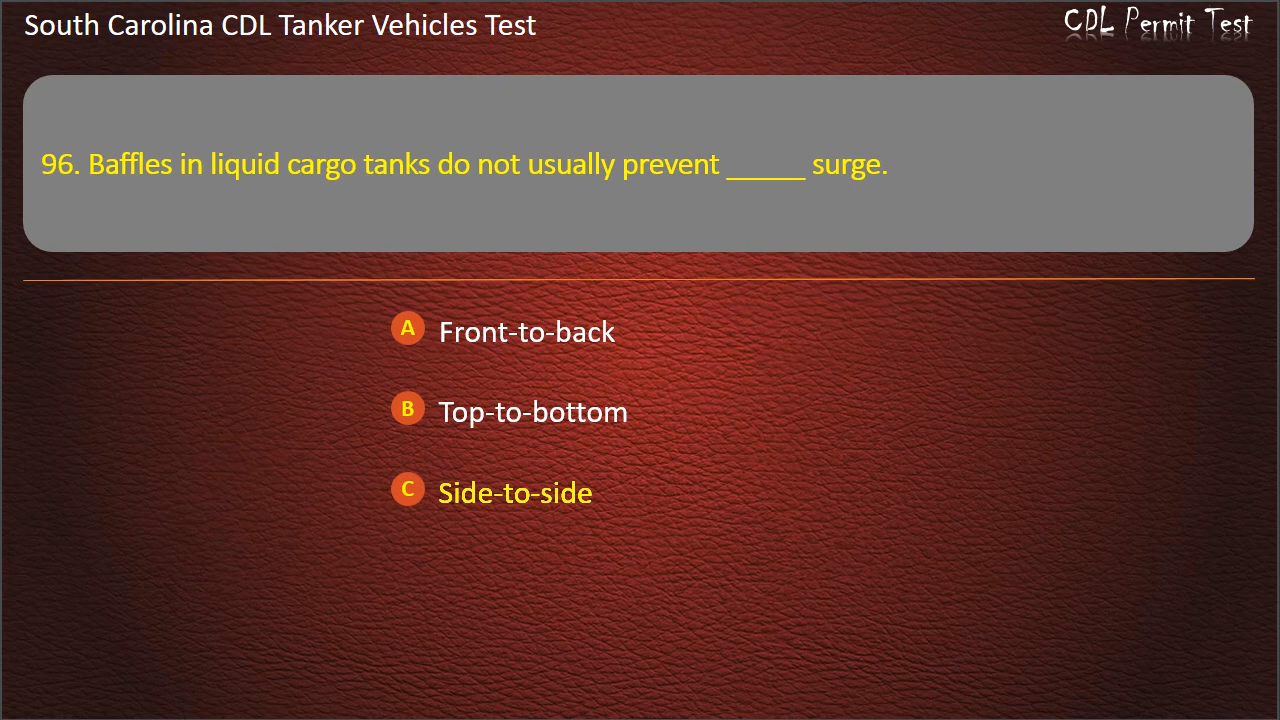 South Carolina CDL Tanker Vehicles Test
CDL Permit Test
96. Baffles in liquid cargo tanks do not usually prevent _____ surge.
A Front-to-back
B Top-to-bottom
C Side-to-side